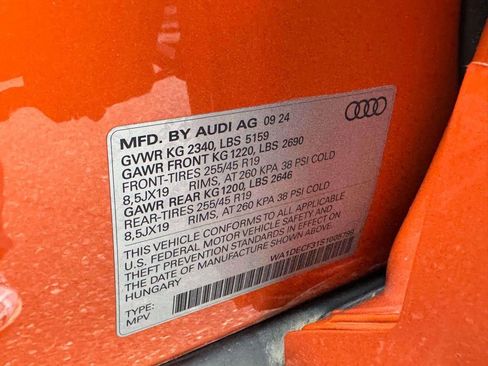 MFD. BY AUDI AG 09 24
GVWR KG 2340, LBS 5159
GAWR FRONT KG 1220, LBS 2690
FRONT-TIRES 255/45 R19
8,5JX19 RIMS, AT 260 KPA 38 PSI COLD
GAWR REAR KG 1200, LBS 2646
REAR-TIRES 255/45 R19
8,5JX19 RIMS, AT 260 KPA 38 PSI COLD
THIS VEHICLE CONFORMS TO ALL APPLICABLE
U.S. FEDERAL MOTOR VEHICLE SAFETY AND
THEFT PREVENTION STANDARDS IN EFFECT ON
THE DATE OF MANUFACTURE SHOWN ABOVE.
HUNGARY
TYPE:
MPV